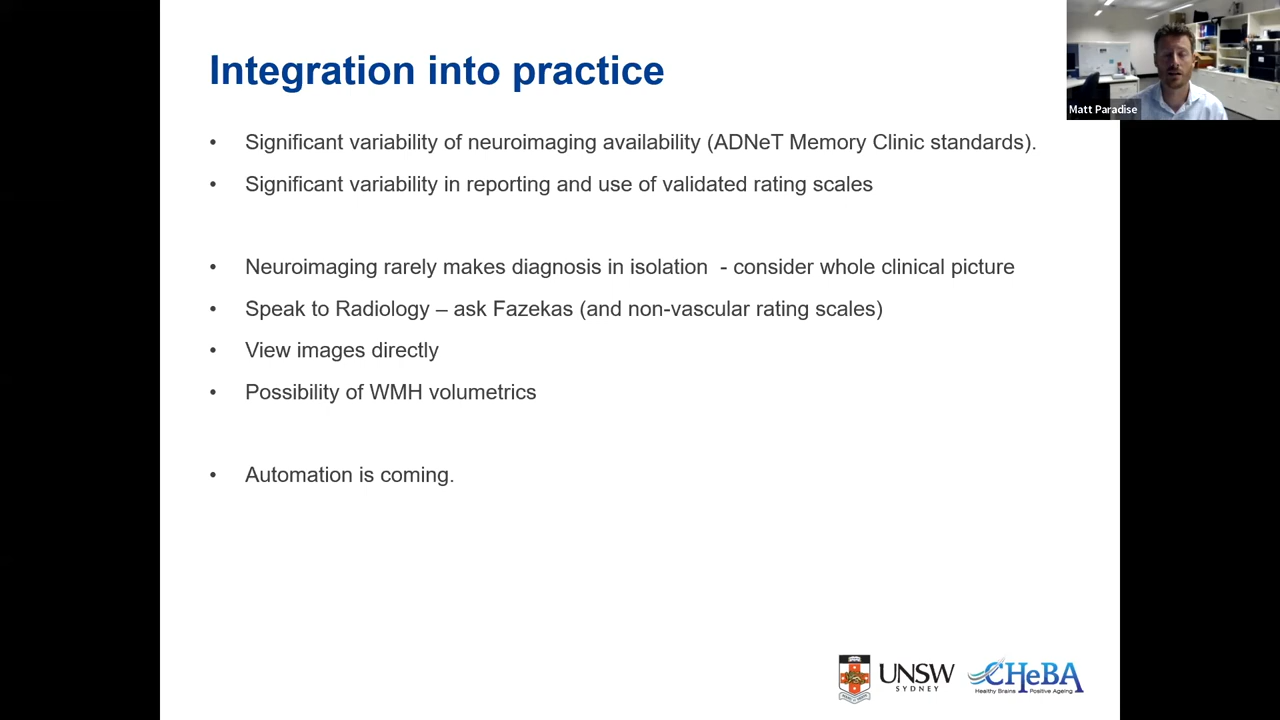 Integration into practice
Matt Paradise
• Significant variability of neuroimaging availability (ADNeT Memory Clinic standards).
• Significant variability in reporting and use of validated rating scales
• Neuroimaging rarely makes diagnosis in isolation  - consider whole clinical picture
• Speak to Radiology – ask Fazekas (and non-vascular rating scales)
• View images directly
• Possibility of WMH volumetrics
• Automation is coming.
UNSW
SYDNEY
CHeBA
Healthy Brains Positive Ageing